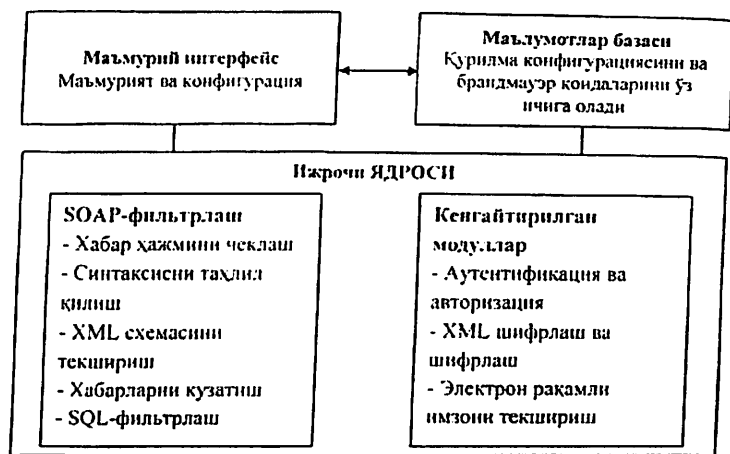 Маъмурий интерфейс
Маъмурият ва конфигурация
Маълумотлар базаси
Қурилма конфигурациясини ва
брандмауэр қоидаларини ўз
ичига олади
Ижрочи ЯДРОСИ
SOAP-фильтрлаш
- Хабар ҳажмини чеклаш
- Синтаксисни таҳлил
қилиш
- XML схемасини
текшириш
- Хабарларни кузатиш
- SQL-фильтрлаш
Кенгайтирилган
модуллар
- Аутентификация ва
авторизация
- XML шифрлаш ва
шифрлаш
- Электрон рақамли
имзони текшириш